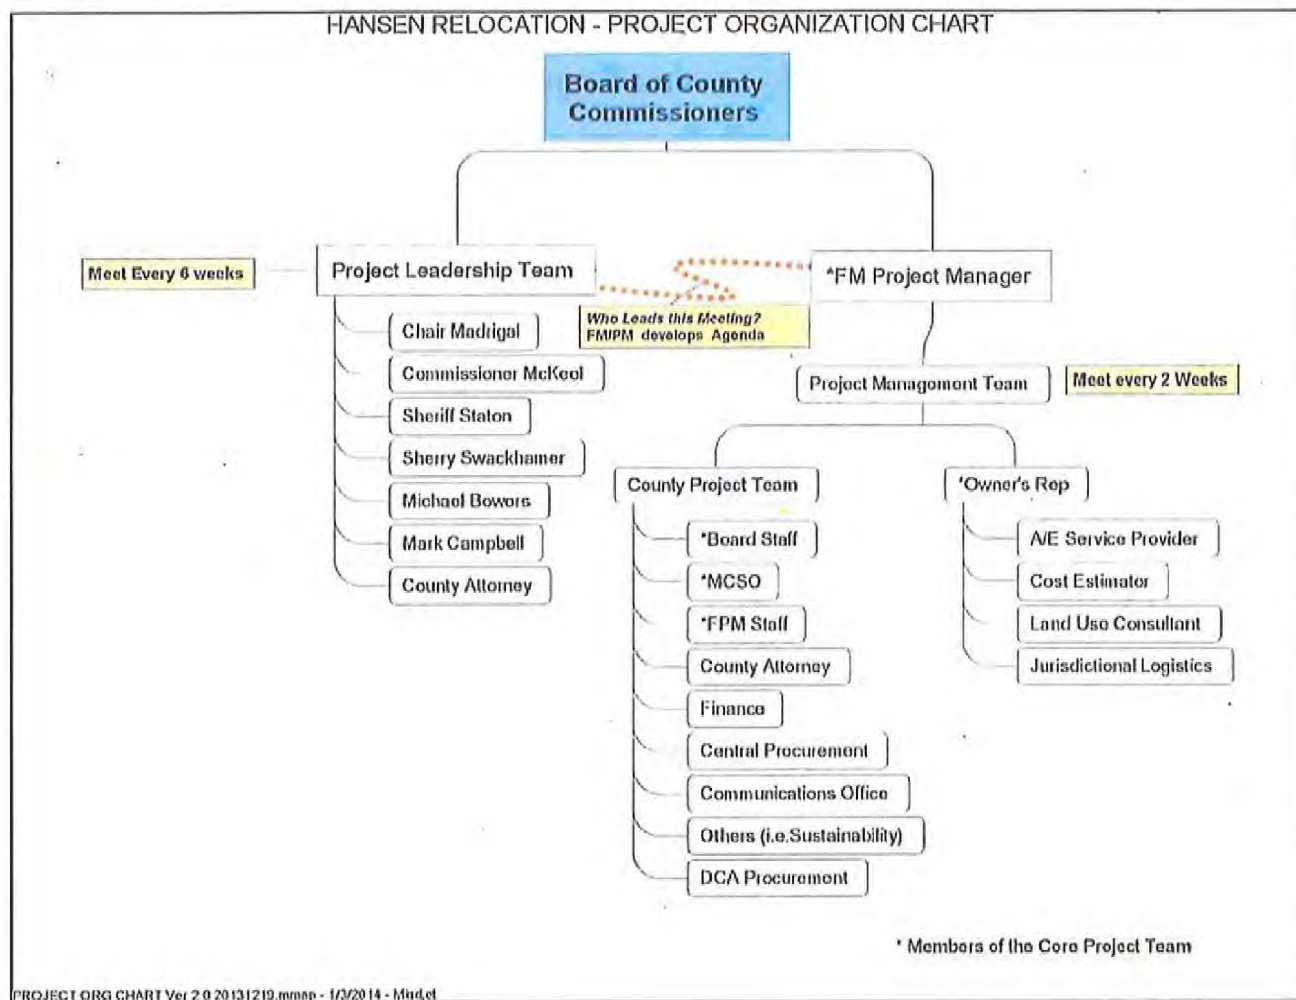 HANSEN RELOCATION - PROJECT ORGANIZATION CHART
Board of County
Commissioners
Meet Every 6 weeks
Project Leadership Team
*FM Project Manager
Who Leads this Meeting?
FM/PM develops Agenda
Chair Madrigal
Commissioner McKeel
Sheriff Staton
Sherry Swackhamer
Michael Bowers
Mark Campbell
County Attorney
Project Management Team
Meet every 2 Weeks
County Project Team
*Owner's Rep
*Board Staff
*MCSO
*FPM Staff
County Attorney
Finance
Central Procurement
Communications Office
Others (i.e.Sustainability)
DCA Procurement
A/E Service Provider
Cost Estimator
Land Use Consultant
Jurisdictional Logistics
* Members of the Core Project Team
PROJECT ORG CHART Ver 2.0 20131219.mmap - 1/3/2014 -